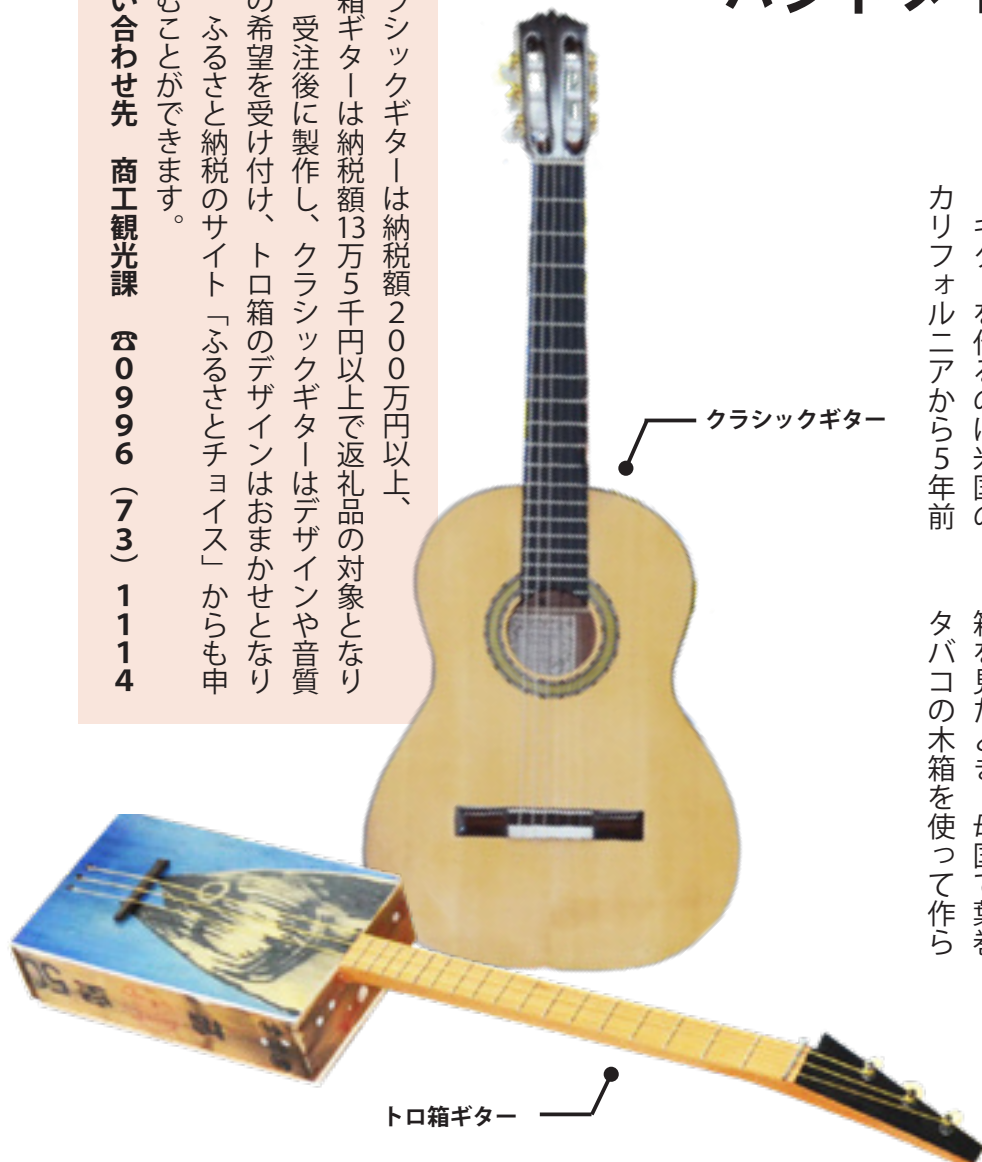 カリフォルニアから5年前
タバコの木箱を使って作ら
クラシックギター
トロ箱ギター
ラシックギターは納税額200万円以上、
箱ギターは納税額13万5千円以上で返礼品の対象となり
受注後に製作し、クラシックギターはデザインや音質
の希望を受け付け、トロ箱のデザインはおまかせとなり
ふるさと納税のサイト「ふるさとチョイス」からも申
むことができます。
い合わせ先 商工観光課 ☎0996(73)1114